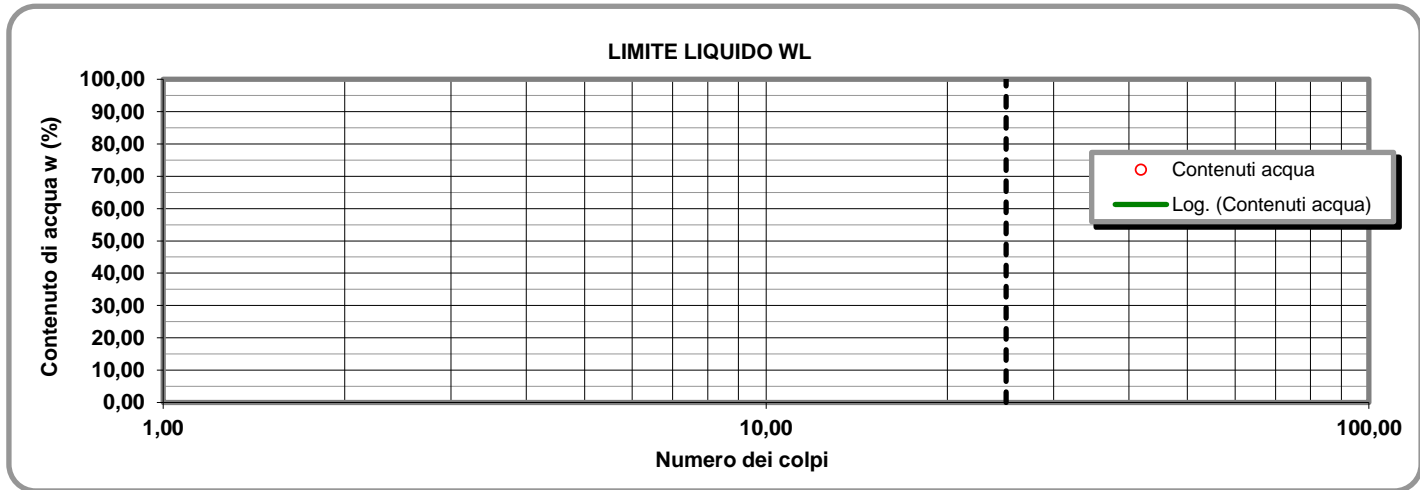 LIMITE LIQUIDO WL
Contenuto di acqua w (%)
100,00
90,00
80,00
70,00
60,00
50,00
40,00
30,00
20,00
10,00
0,00
1,00
10,00
100,00
Numero dei colpi
Contenuti acqua
Log. (Contenuti acqua)